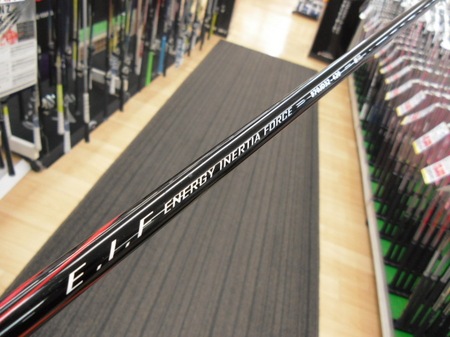 E.I.F ENERGY INERTIA FORCE